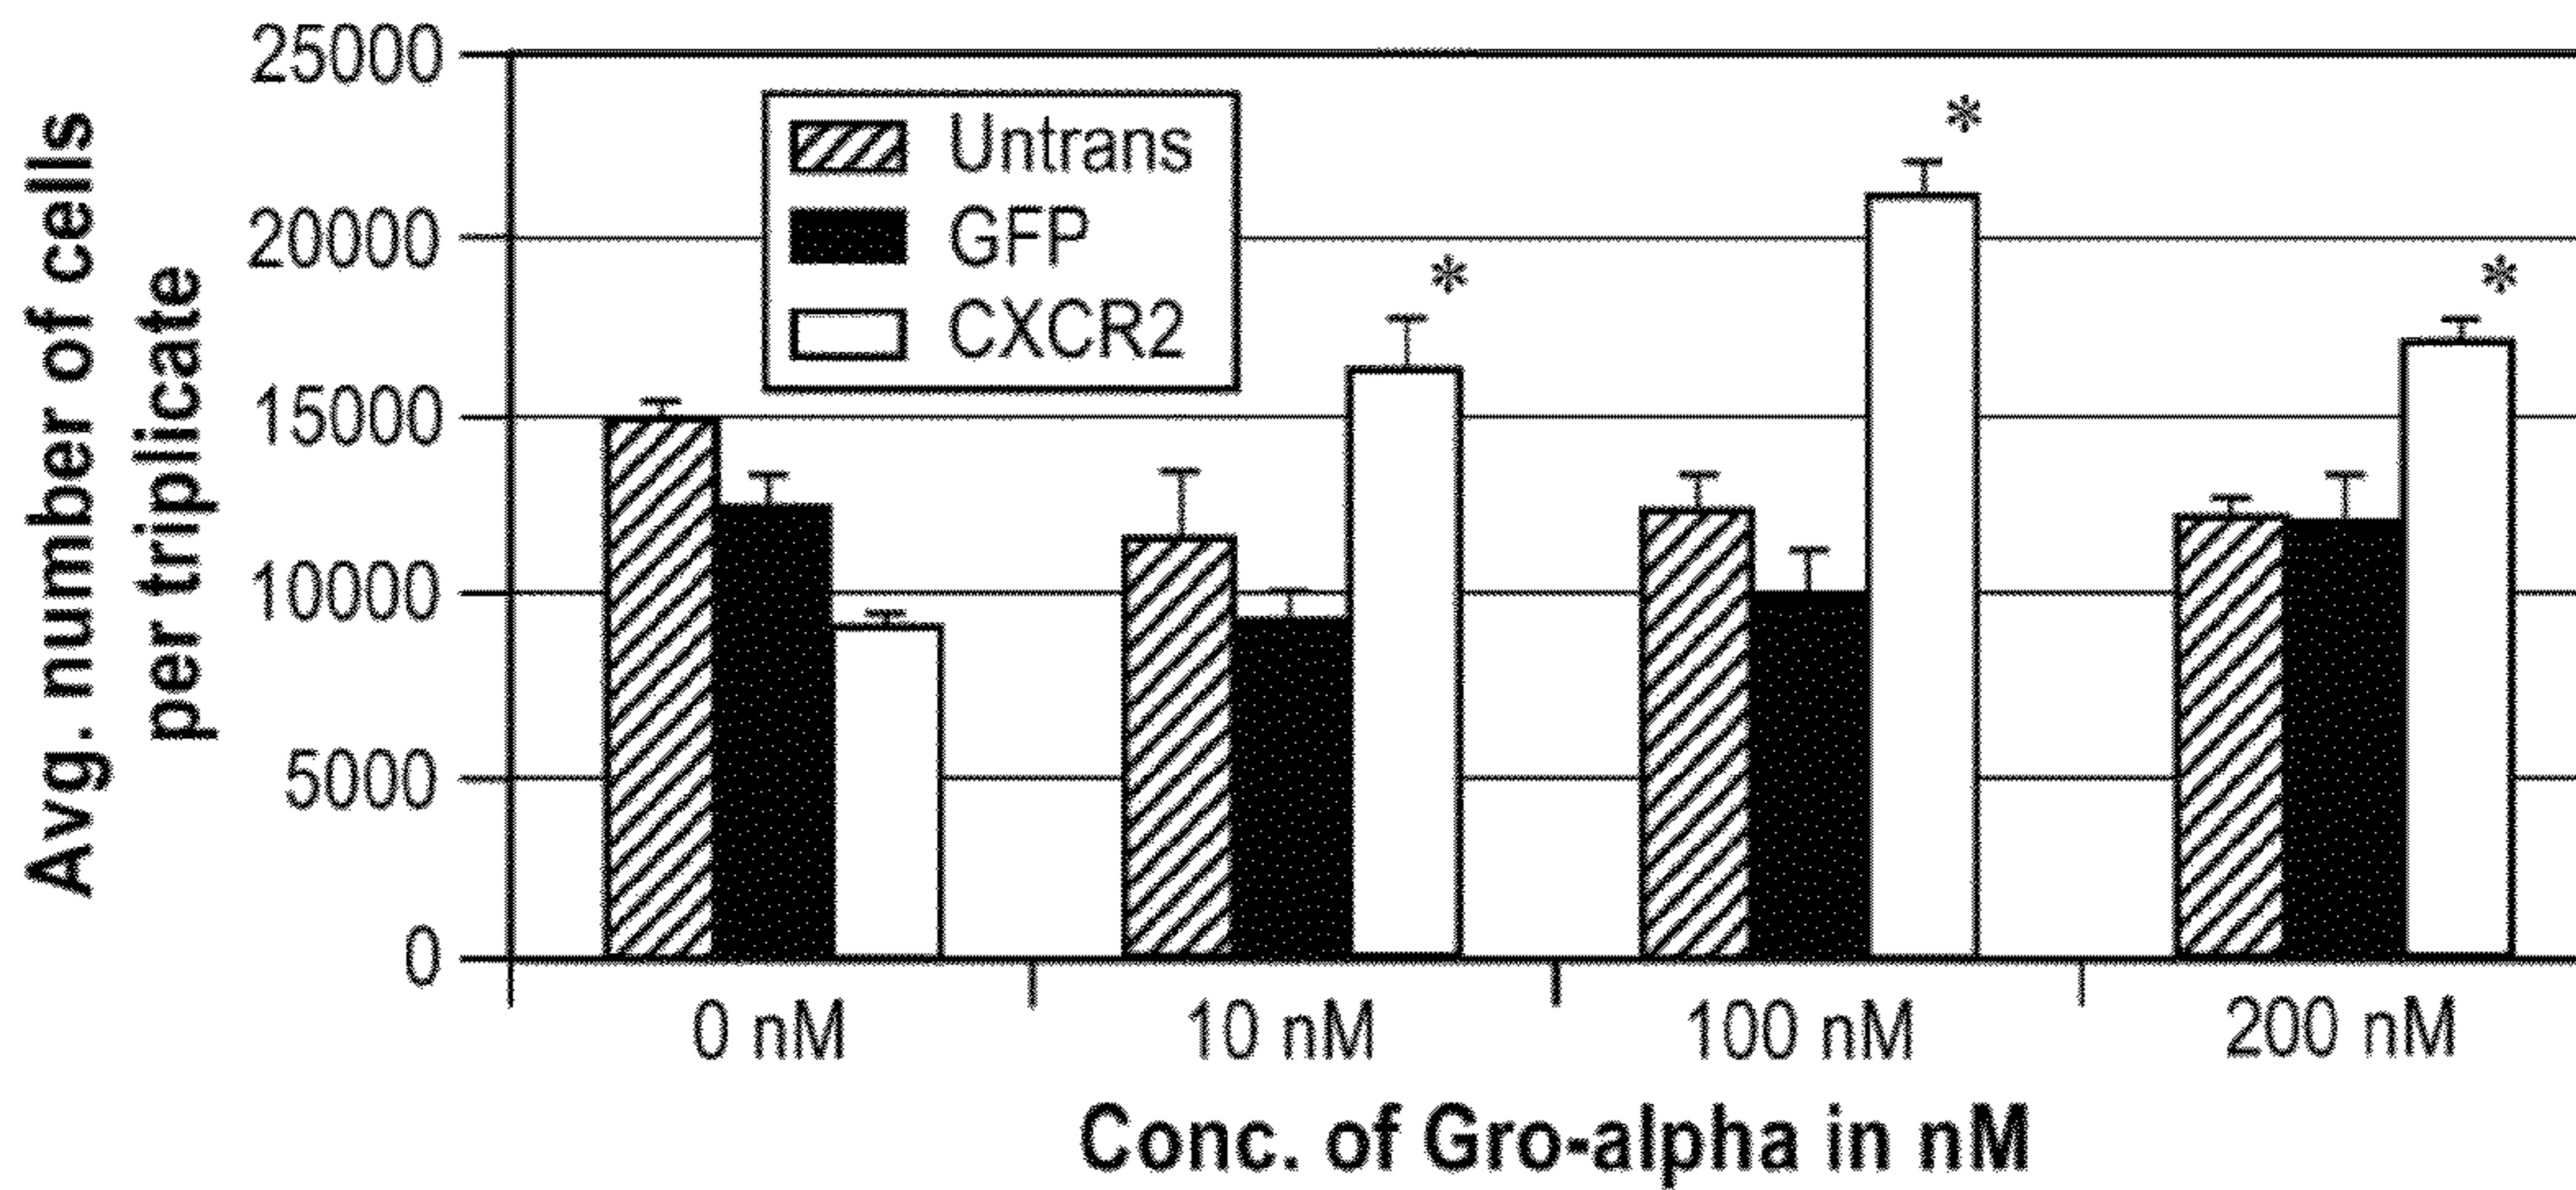 Avg. number of cells
per triplicate
25000
20000
15000
10000
5000
0
Untrans
GFP
CXCR2
*
*
*
0 nM
10 nM
100 nM
200 nM
Conc. of Gro-alpha in nM